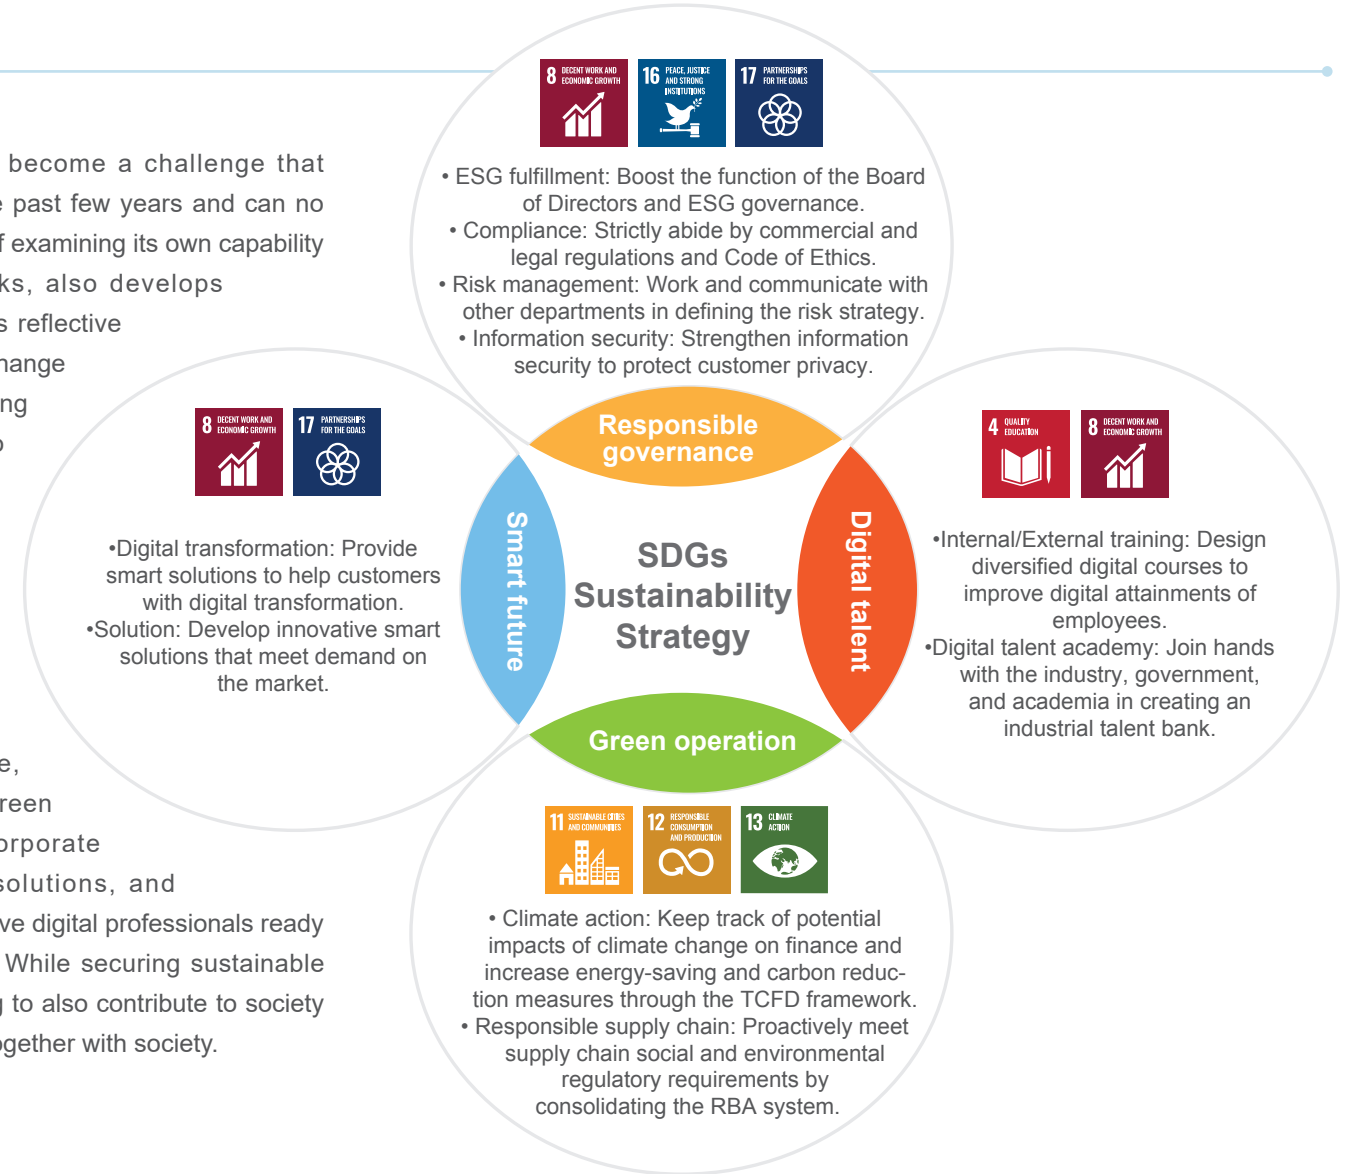 become a challenge that
past few years and can no
examining its own capability
also develops
reflective
8 DECENT WORK AND
ECONOMIC GROWTH
16 PEACE, JUSTICE
AND STRONG
INSTITUTIONS
17 PARTNERSHIPS
FOR THE GOALS
• ESG fulfillment: Boost the function of the Board
of Directors and ESG governance.
• Compliance: Strictly abide by commercial and
legal regulations and Code of Ethics.
• Risk management: Work and communicate with
other departments in defining the risk strategy.
• Information security: Strengthen information
security to protect customer privacy.
Responsible
governance
8 DECENT WORK AND
ECONOMIC GROWTH
17 PARTNERSHIPS
FOR THE GOALS
•Digital transformation: Provide
smart solutions to help customers
with digital transformation.
•Solution: Develop innovative smart
solutions that meet demand on
the market.
Smart future
SDGs
Sustainability
Strategy
Digital talent
4 QUALITY
EDUCATION
8 DECENT WORK AND
ECONOMIC GROWTH
•Internal/External training: Design
diversified digital courses to
improve digital attainments of
employees.
•Digital talent academy: Join hands
with the industry, government,
and academia in creating an
industrial talent bank.
Green operation
11 SUSTAINABLE CITIES
AND COMMUNITIES
12 RESPONSIBLE
CONSUMPTION
AND PRODUCTION
13 CLIMATE
ACTION
• Climate action: Keep track of potential
impacts of climate change on finance and
increase energy-saving and carbon reduc-
tion measures through the TCFD framework.
• Responsible supply chain: Proactively meet
supply chain social and environmental
regulatory requirements by
consolidating the RBA system.
solutions, and
digital professionals ready
While securing sustainable
to also contribute to society
together with society.